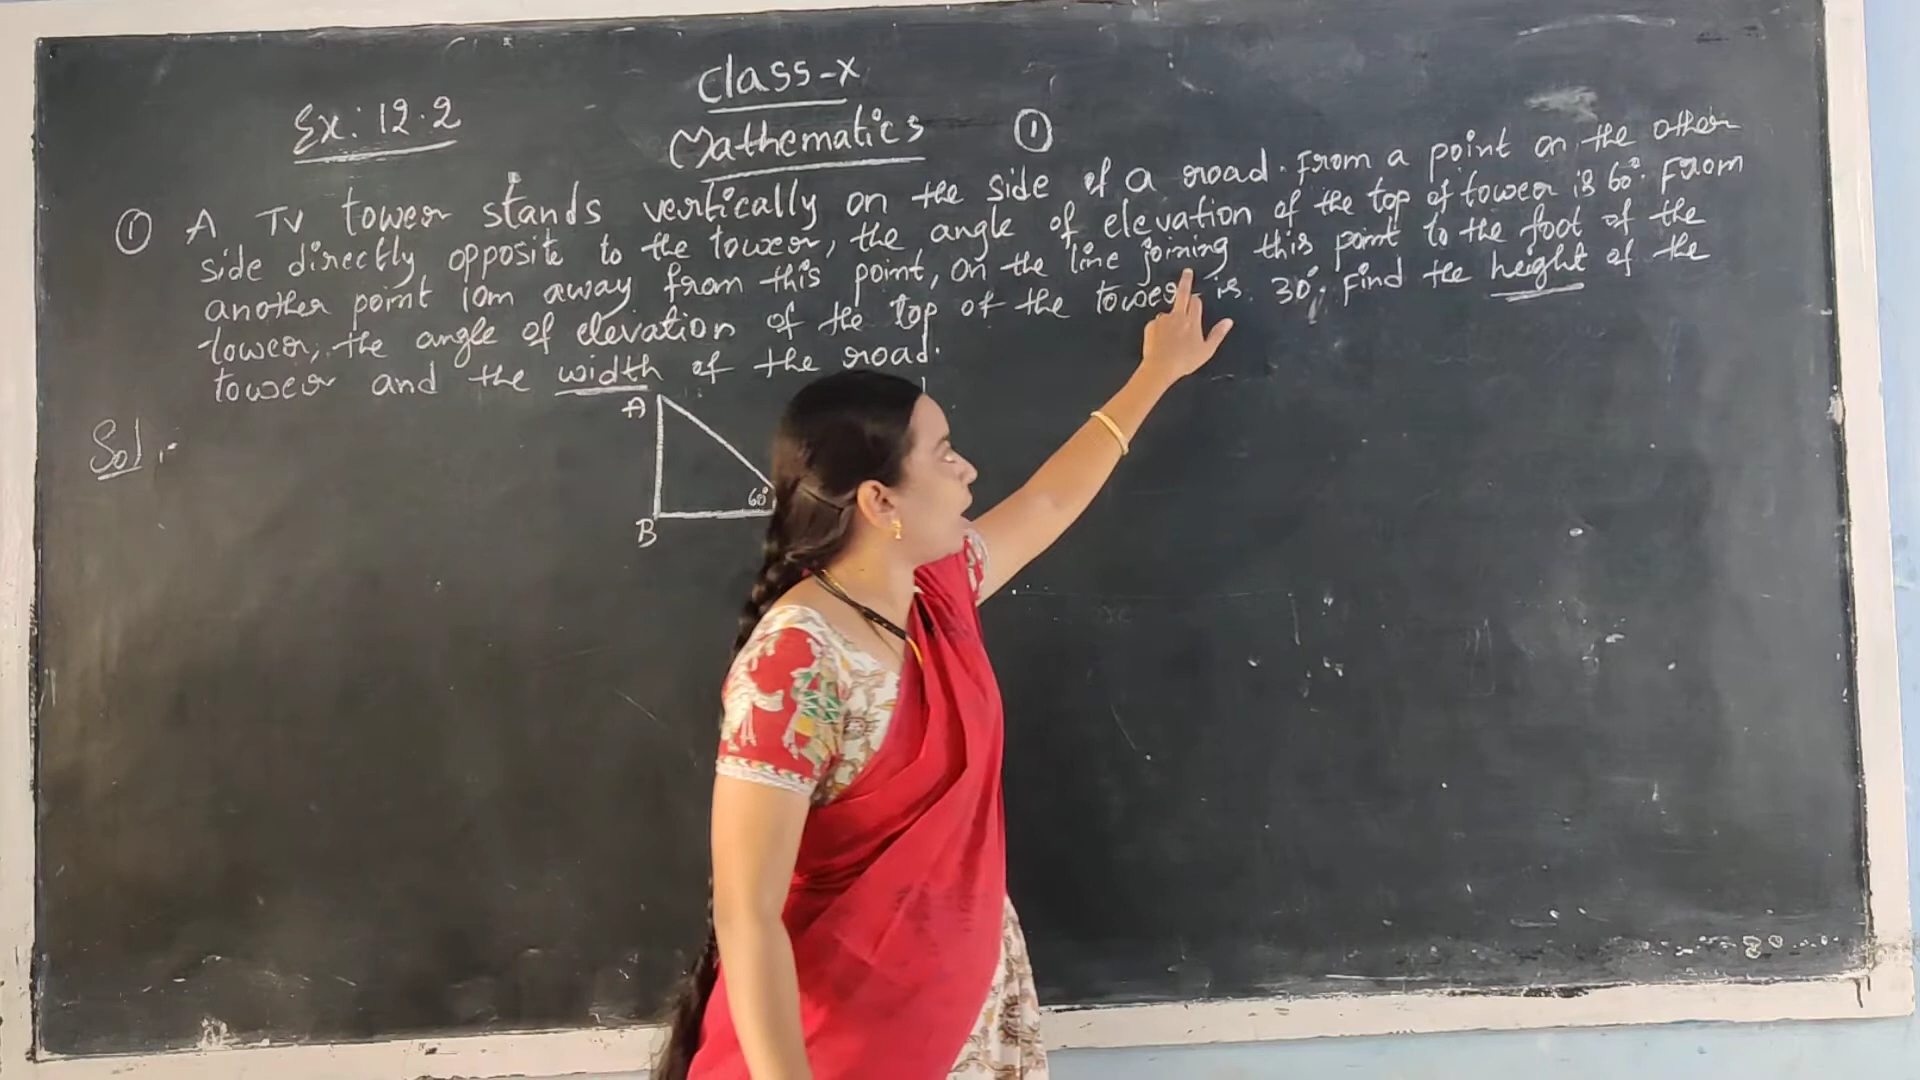 Class-X
Ex: 12.2
Mathematics ①
① A TV tower stands vertically on the side of a road. From a point on the other
side directly opposite to the tower, the angle of elevation of the top of tower is 60°. From
another point 10m away from this point, on the line joining this point to the foot of the
tower, the angle of elevation of the top of the tower is 30°. Find the height of the
tower and the width of the road.
Sol:-
A
60°
B